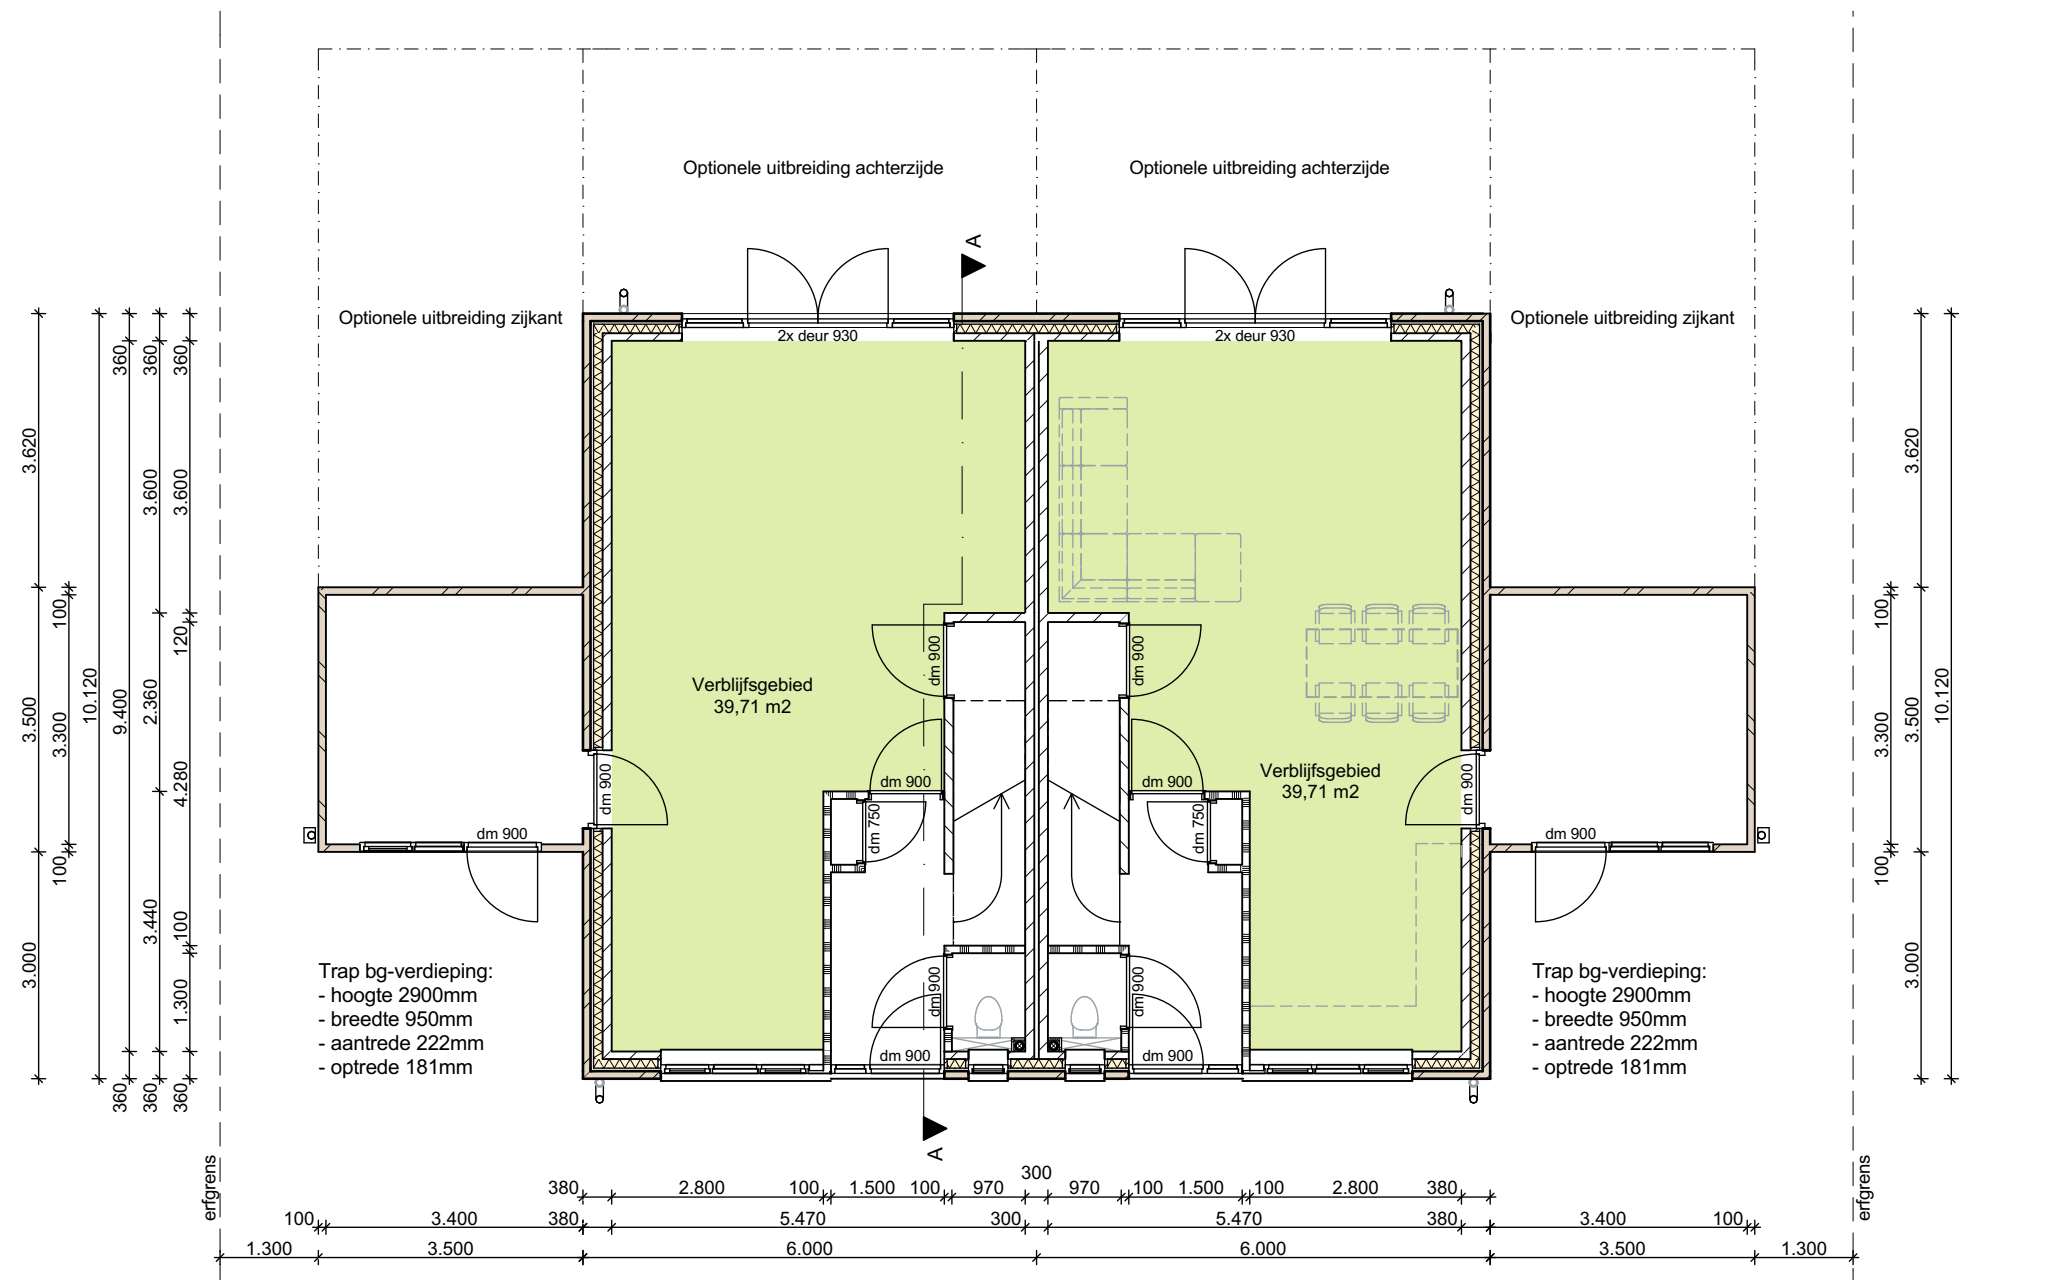 Optionele uitbreiding achterzijde
Optionele uitbreiding achterzijde
A
Optionele uitbreiding zijkant
Optionele uitbreiding zijkant
2x deur 930
2x deur 930
360
360
360
3.620
3.600
3.600
100
120
10.120
9.400
2.360
3.500
3.300
4.280
100
3.440
100
3.000
1.300
360
360
360
3.620
100
10.120
3.500
3.300
100
3.000
dm 900
dm 900
Verblijfsgebied
39,71 m2
Verblijfsgebied
39,71 m2
dm 900
dm 900
dm 900
dm 900
dm 750
dm 750
dm 900
dm 900
Trap bg-verdieping:
- hoogte 2900mm
- breedte 950mm
- aantrede 222mm
- optrede 181mm
Trap bg-verdieping:
- hoogte 2900mm
- breedte 950mm
- aantrede 222mm
- optrede 181mm
dm 900
dm 900
dm 900
dm 900
A
erfgrens
erfgrens
300
380 2.800 100 1.500 100 970 970 100 1.500 100 2.800 380
100 3.400 380 5.470 300 5.470 380 3.400 100
1.300 3.500 6.000 6.000 3.500 1.300